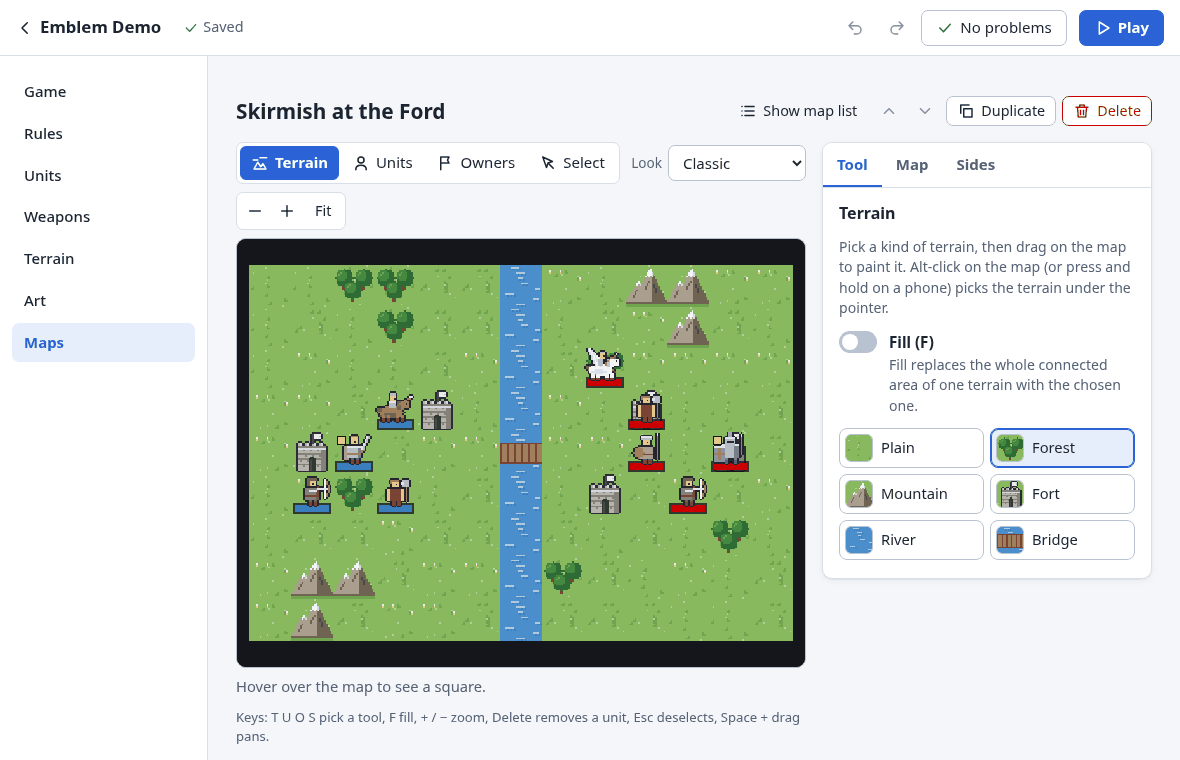 Emblem Demo
Saved
No problems
Play
Game
Rules
Units
Weapons
Terrain
Art
Maps
Skirmish at the Ford
Show map list
Duplicate
Delete
Terrain
Units
Owners
Select
Look
Classic
Fit
Tool
Map
Sides
Terrain
Pick a kind of terrain, then drag on the map
to paint it. Alt-click on the map (or press and
hold on a phone) picks the terrain under the
pointer.
Fill (F)
Fill replaces the whole connected
area of one terrain with the chosen
one.
Plain
Forest
Mountain
Fort
River
Bridge
Hover over the map to see a square.
Keys: T U O S pick a tool, F fill, + / − zoom, Delete removes a unit, Esc deselects, Space + drag
pans.